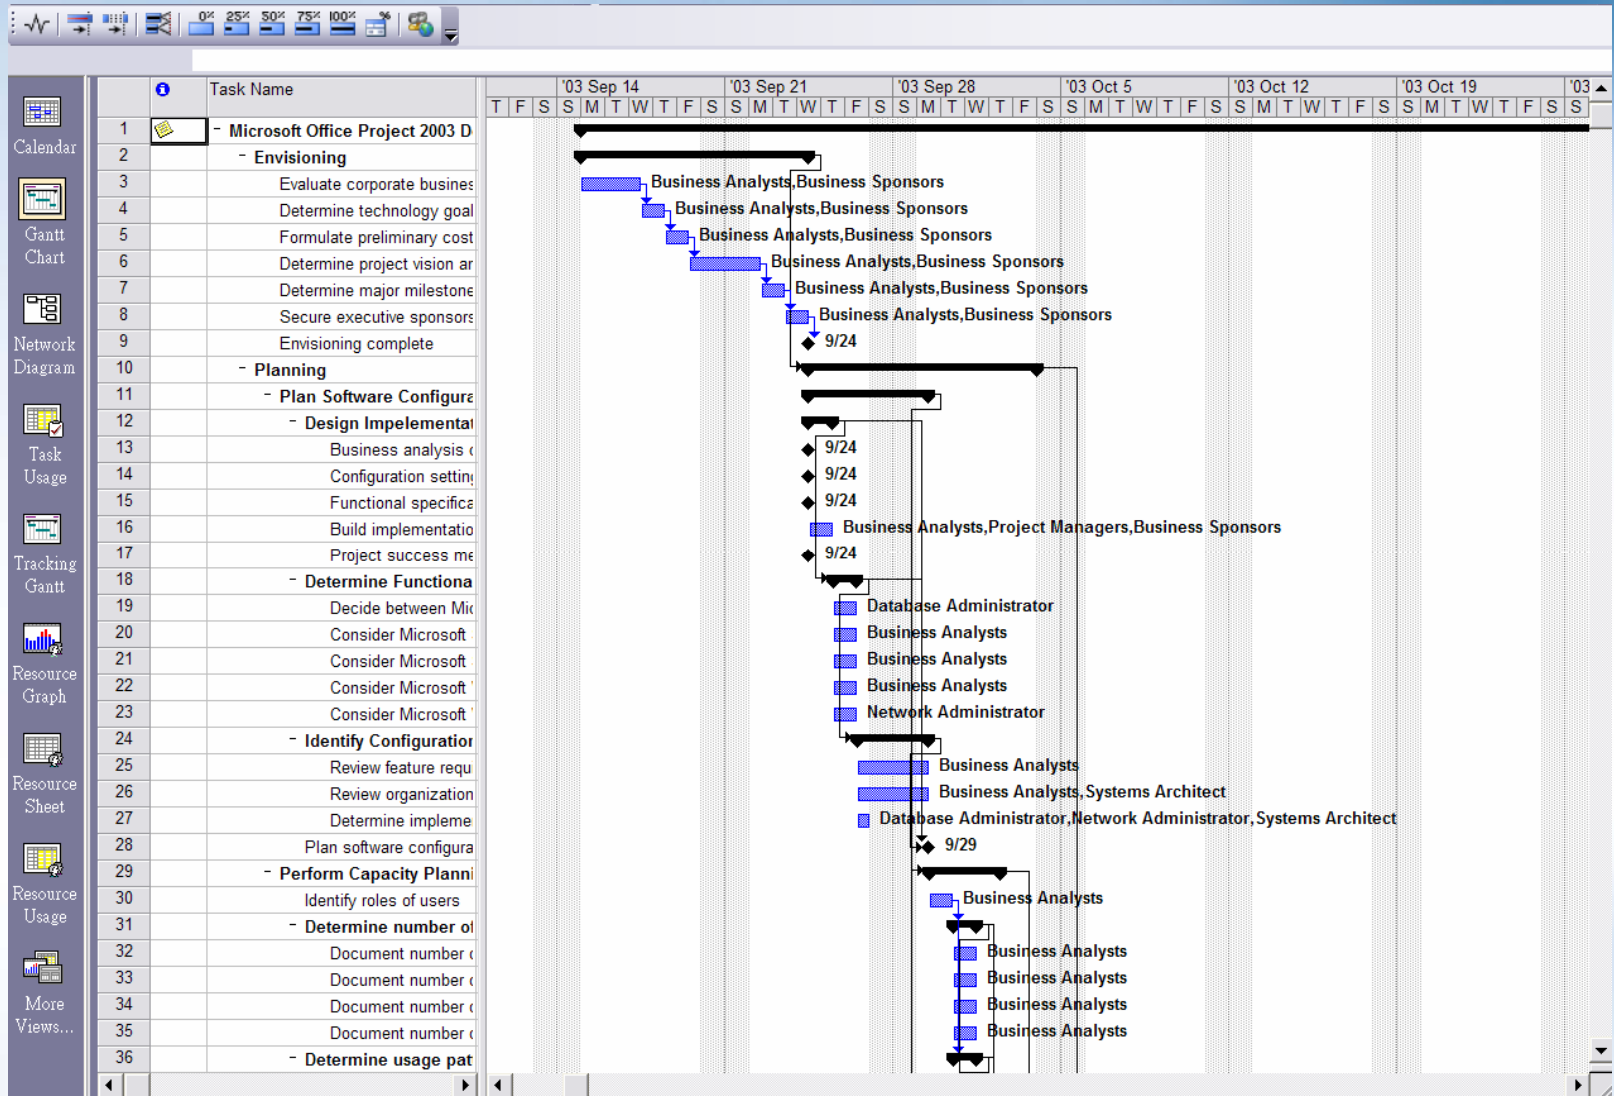 0% 25% 50% 75% 100% %
Task Name
'03 Sep 14 '03 Sep 21 '03 Sep 28 '03 Oct 5 '03 Oct 12 '03 Oct 19 '03
T F S S M T W T F S S M T W T F S S M T W T F S S M T W T F S S M T W T F S S M T W T F S S
Calendar
Gantt
Chart
Network
Diagram
Task
Usage
Tracking
Gantt
Resource
Graph
Resource
Sheet
Resource
Usage
More
Views...
1 - Microsoft Office Project 2003 D
2 - Envisioning
3 Evaluate corporate busines Business Analysts,Business Sponsors
4 Determine technology goal Business Analysts,Business Sponsors
5 Formulate preliminary cost Business Analysts,Business Sponsors
6 Determine project vision ar Business Analysts,Business Sponsors
7 Determine major milestone Business Analysts,Business Sponsors
8 Secure executive sponsors Business Analysts,Business Sponsors
9 Envisioning complete 9/24
10 - Planning
11 - Plan Software Configura
12 - Design Impelementat
13 Business analysis c 9/24
14 Configuration setting 9/24
15 Functional specifica 9/24
16 Build implementatio Business Analysts,Project Managers,Business Sponsors
17 Project success me 9/24
18 - Determine Functiona
19 Decide between Mic Database Administrator
20 Consider Microsoft Business Analysts
21 Consider Microsoft Business Analysts
22 Consider Microsoft Business Analysts
23 Consider Microsoft Network Administrator
24 - Identify Configuration
25 Review feature requi Business Analysts
26 Review organization Business Analysts,Systems Architect
27 Determine impleme Database Administrator,Network Administrator,Systems Architect
28 Plan software configura 9/29
29 - Perform Capacity Planni
30 Identify roles of users Business Analysts
31 - Determine number of
32 Document number o Business Analysts
33 Document number o Business Analysts
34 Document number o Business Analysts
35 Document number o Business Analysts
36 - Determine usage pat